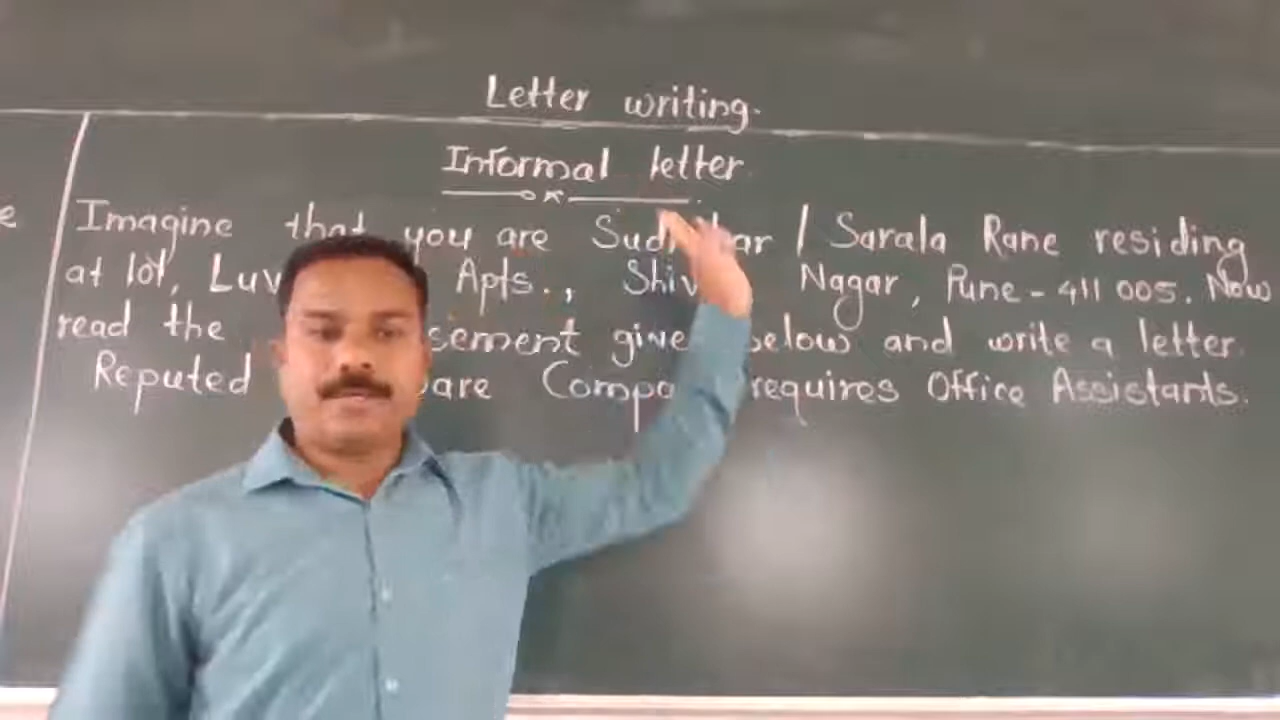 Letter writing.
Informal letter
e
Imagine that you are / Sarala Rane residing
at 101, Apts., Nagar, Pune - 411 005. Now
read the below and write a letter.
Reputed requires Office Assistants.